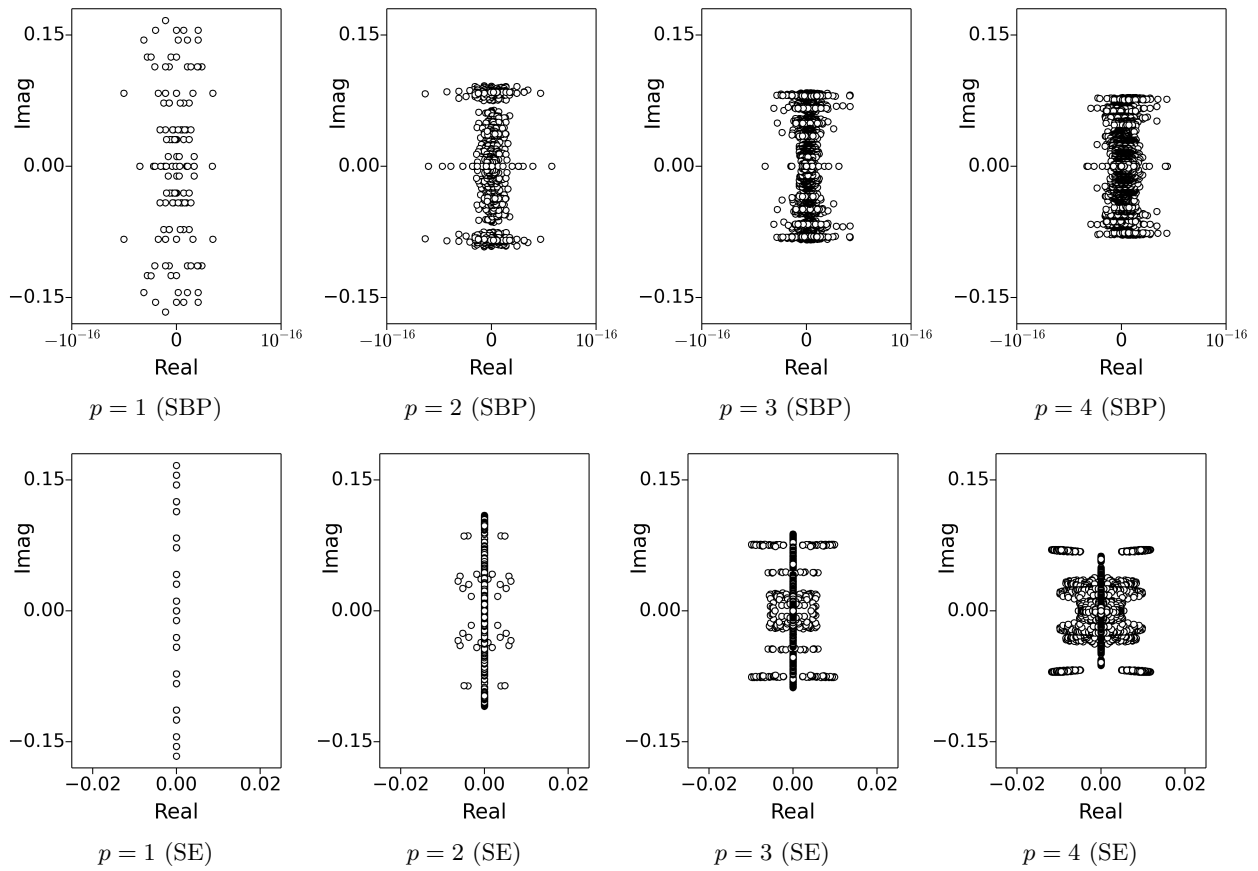 0.15 0.15 0.15 0.15
Imag Imag Imag Imag
0.00 0.00 0.00 0.00
−0.15 −0.15 −0.15 −0.15
−10⁻¹⁶ 0 10⁻¹⁶ −10⁻¹⁶ 0 10⁻¹⁶ −10⁻¹⁶ 0 10⁻¹⁶ −10⁻¹⁶ 0 10⁻¹⁶
Real Real Real Real
p = 1 (SBP) p = 2 (SBP) p = 3 (SBP) p = 4 (SBP)
0.15 0.15 0.15 0.15
Imag Imag Imag Imag
0.00 0.00 0.00 0.00
−0.15 −0.15 −0.15 −0.15
−0.02 0.00 0.02 −0.02 0.00 0.02 −0.02 0.00 0.02 −0.02 0.00 0.02
Real Real Real Real
p = 1 (SE) p = 2 (SE) p = 3 (SE) p = 4 (SE)